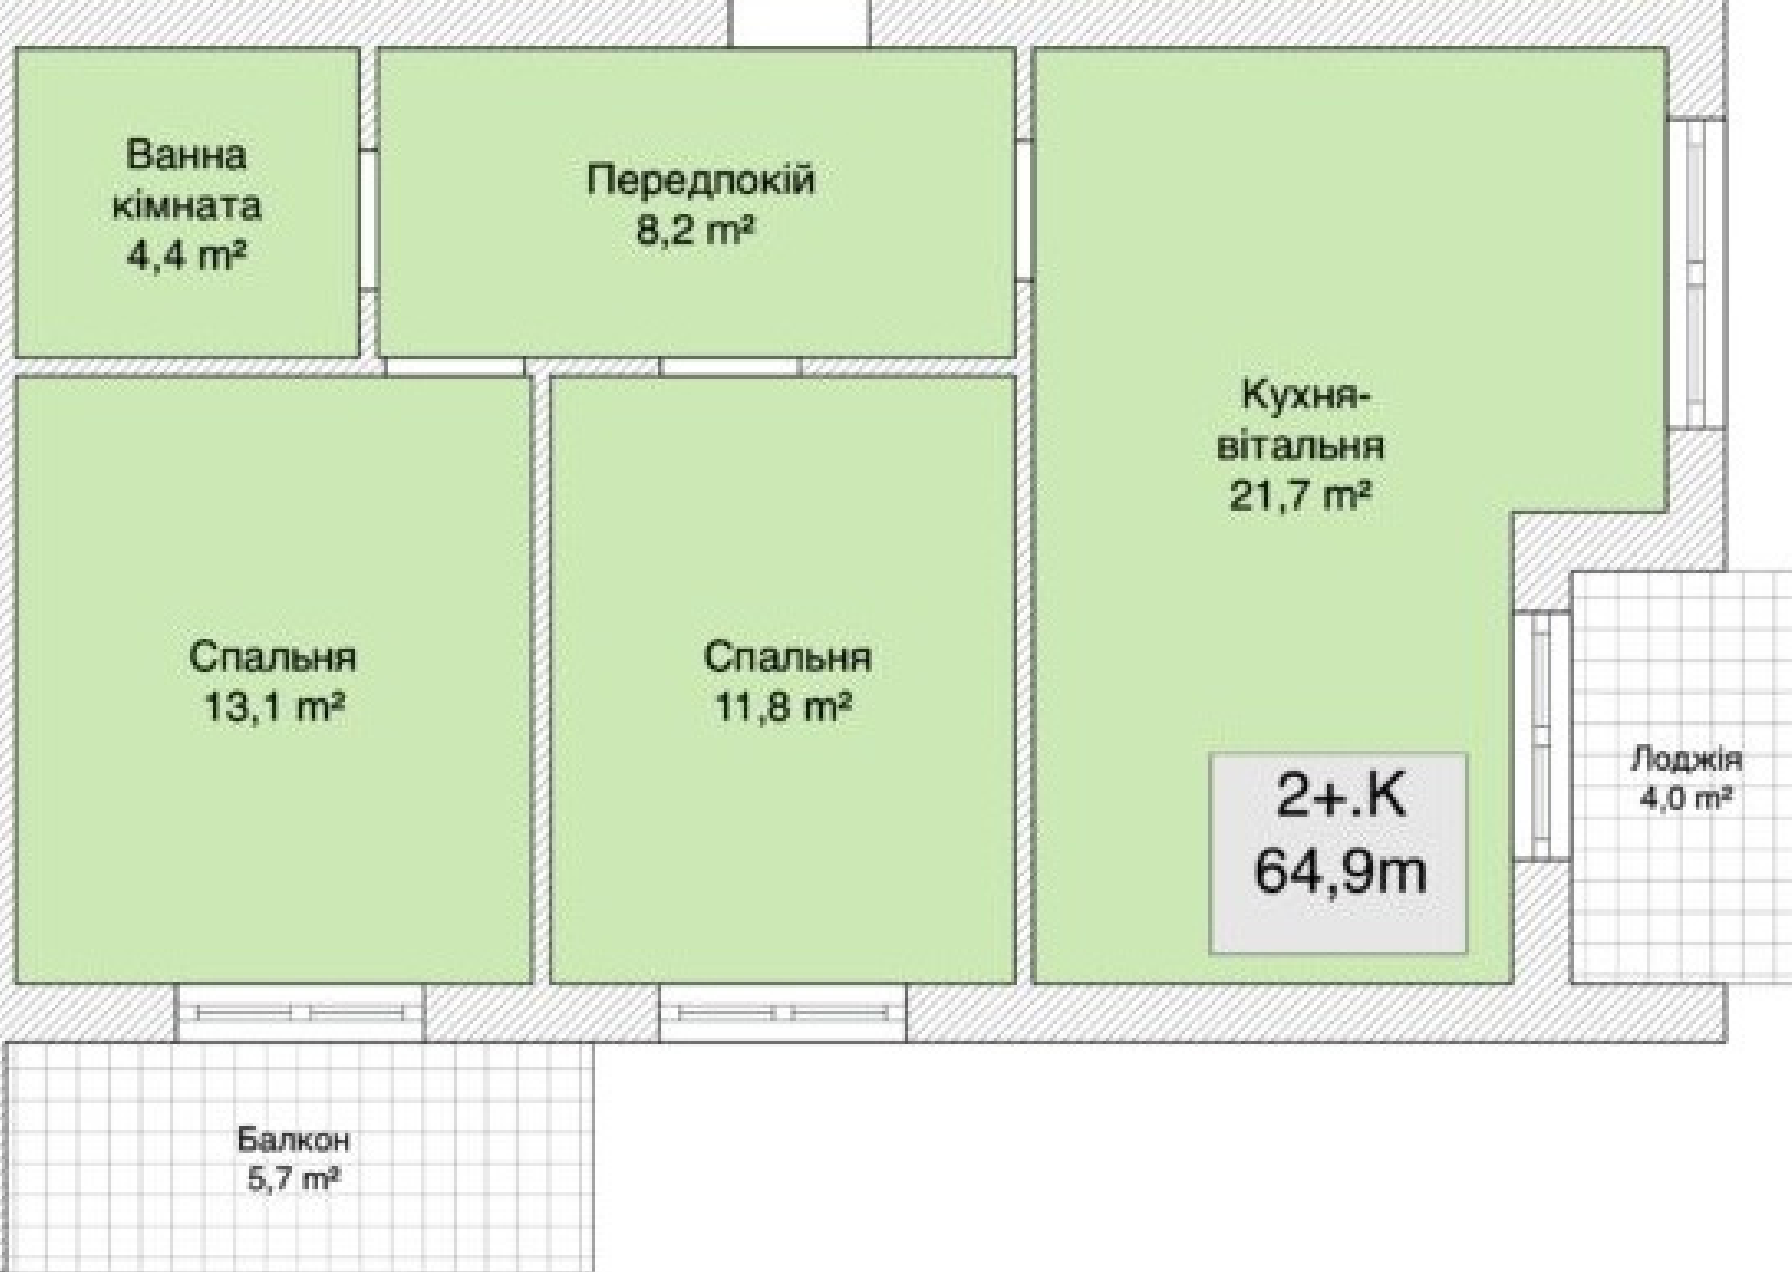 Ванна
кімната
4,4 m²
Передпокій
8,2 m²
Кухня-
вітальня
21,7 m²
Спальня
13,1 m²
Спальня
11,8 m²
2+.К
64,9m
Лоджія
4,0 m²
Балкон
5,7 m²